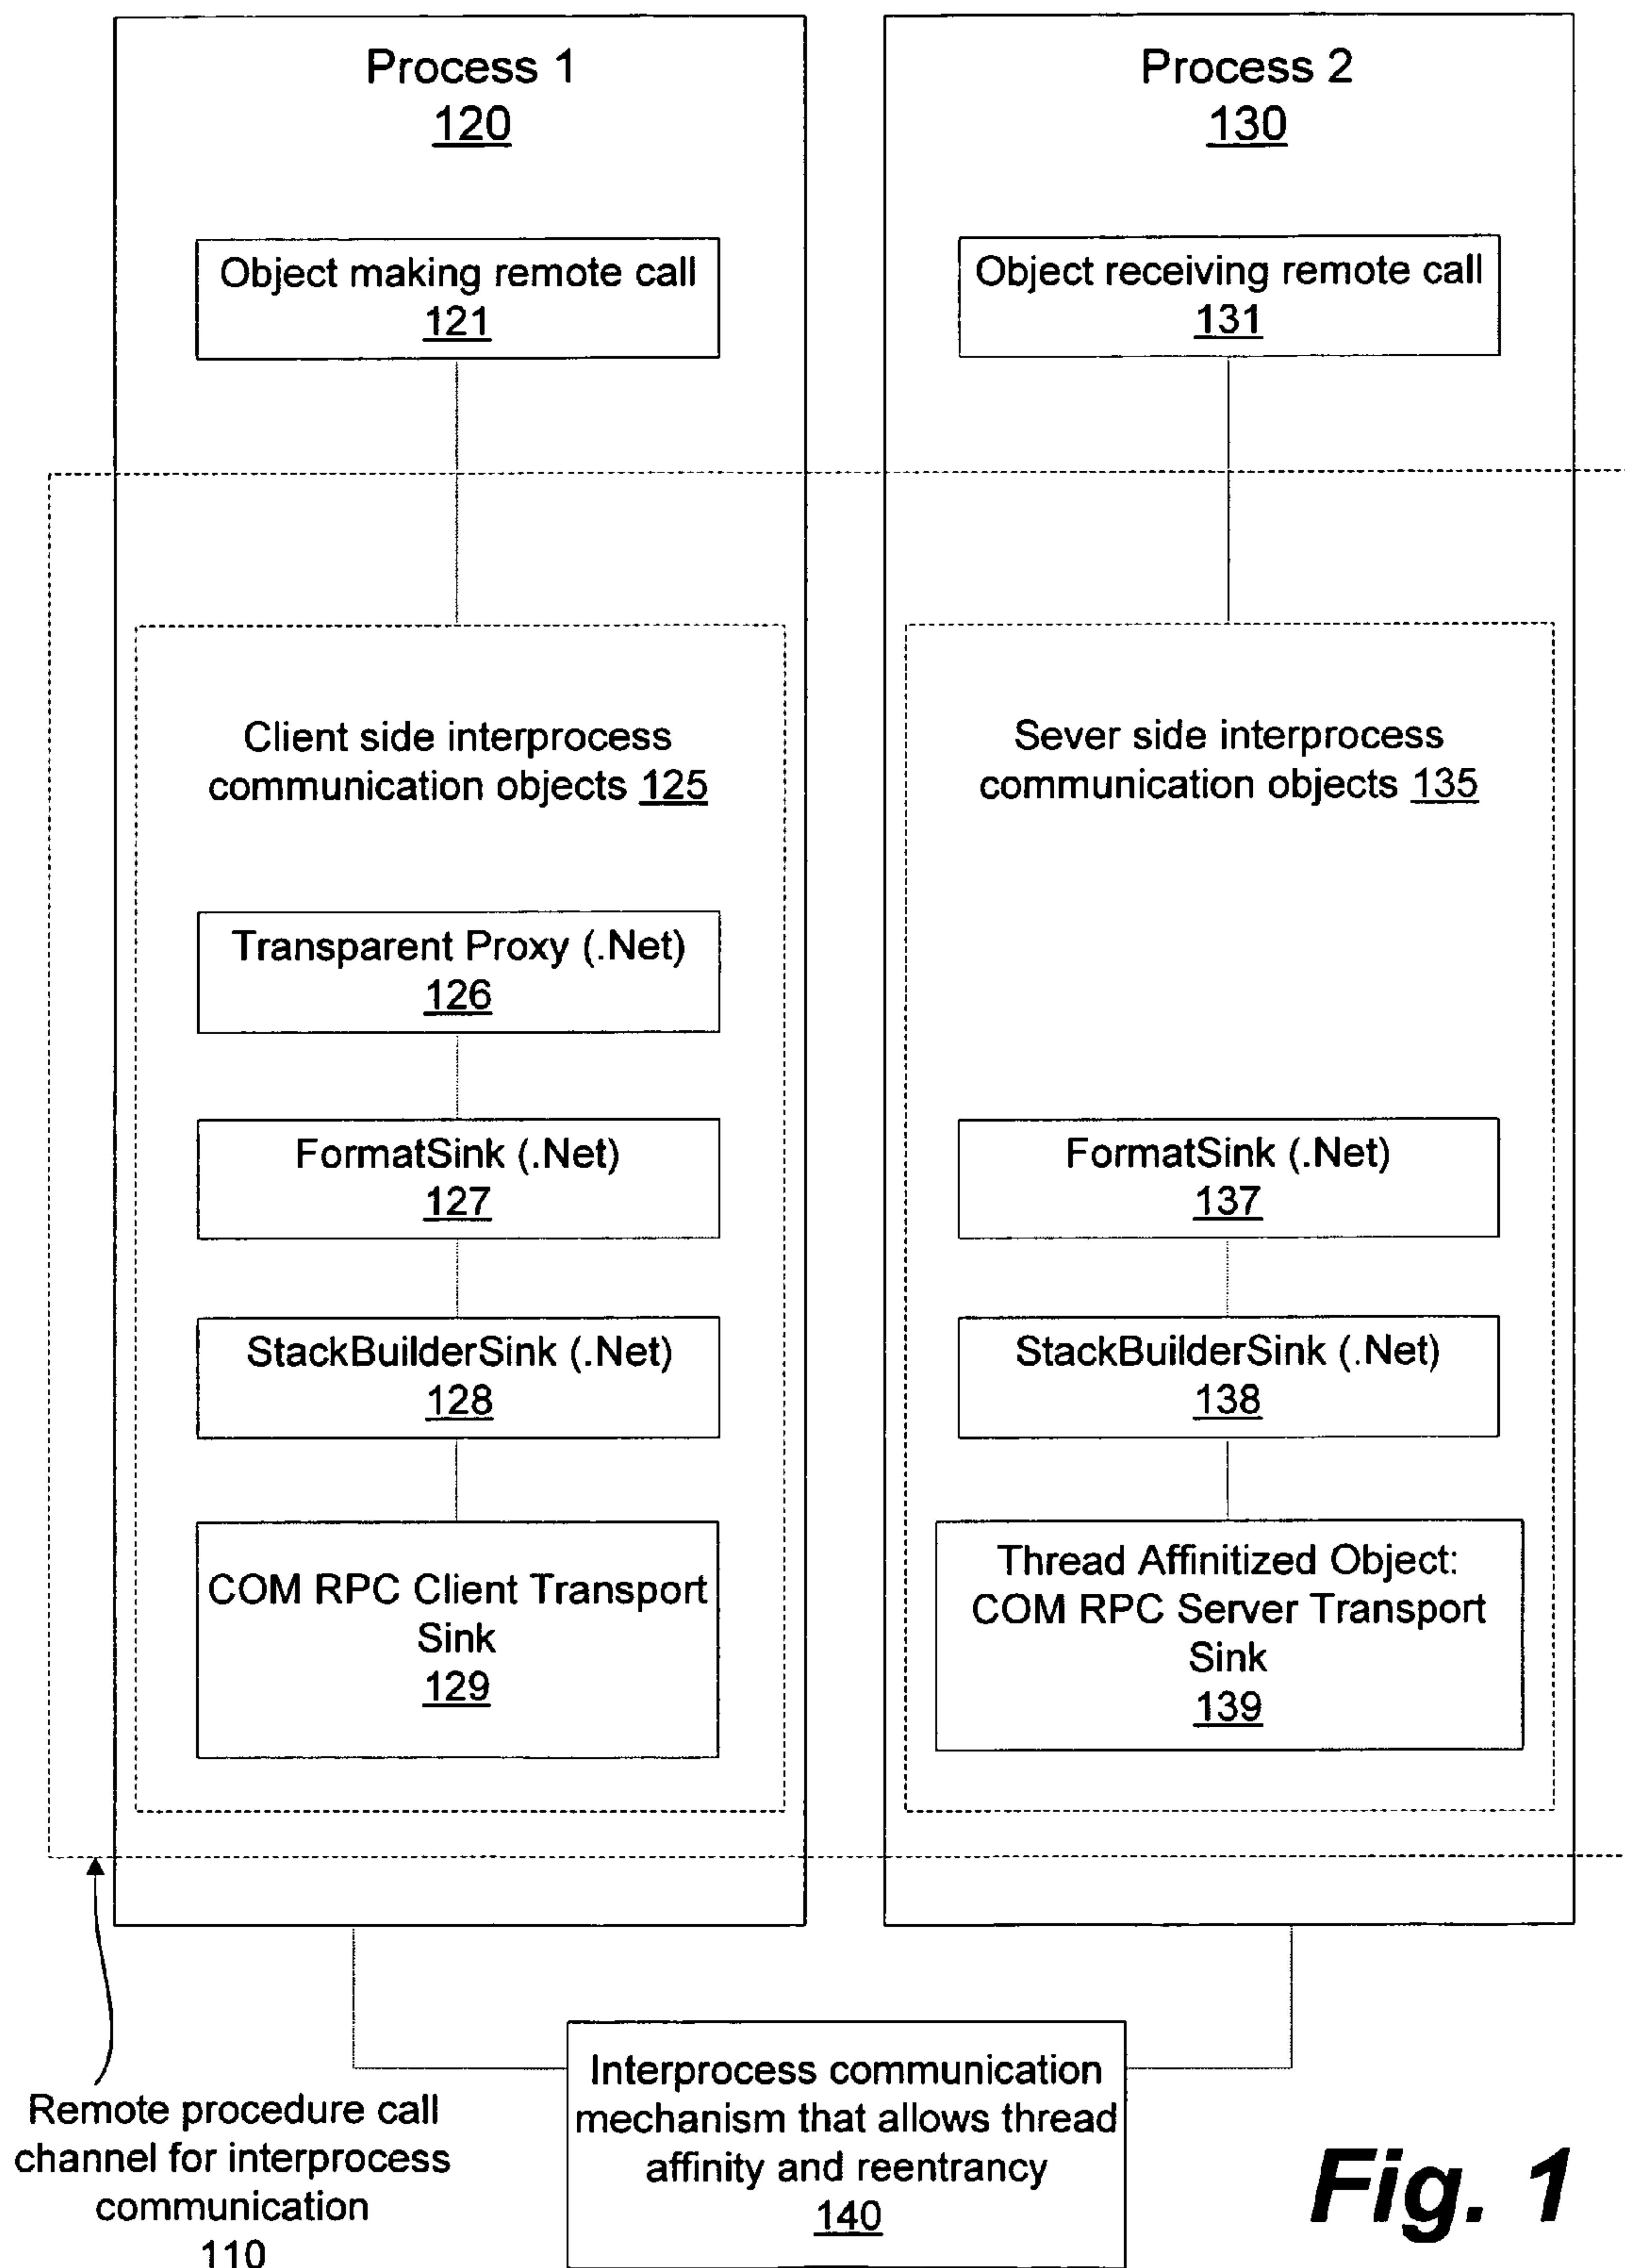 Process 1
120
Object making remote call
121
Client side interprocess
communication objects 125
Transparent Proxy (.Net)
126
FormatSink (.Net)
127
StackBuilderSink (.Net)
128
COM RPC Client Transport
Sink
129
Process 2
130
Object receiving remote call
131
Sever side interprocess
communication objects 135
FormatSink (.Net)
137
StackBuilderSink (.Net)
138
Thread Affinitized Object:
COM RPC Server Transport
Sink
139
Remote procedure call
channel for interprocess
communication
110
Interprocess communication
mechanism that allows thread
affinity and reentrancy
140
Fig. 1